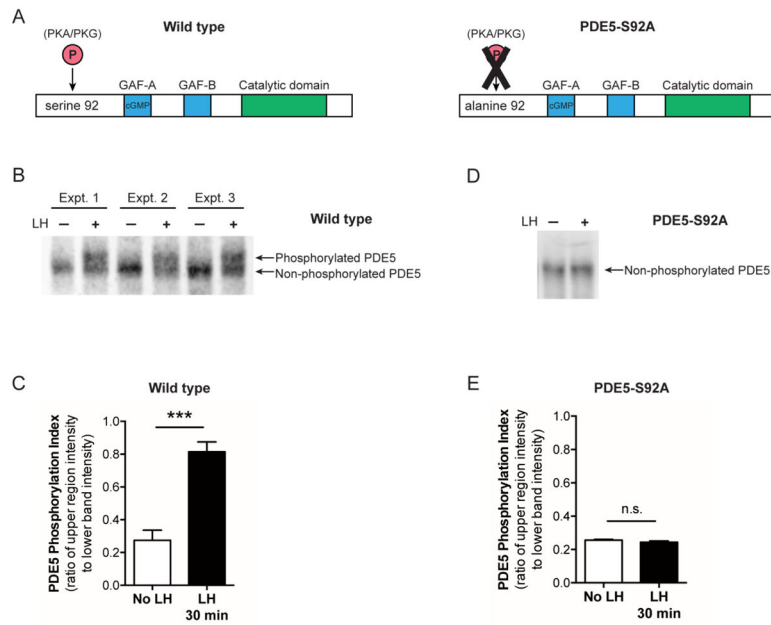 A
Wild type
(PKA/PKG)
P
GAF-A
GAF-B
Catalytic domain
serine 92
cGMP
PDE5-S92A
(PKA/PKG)
P
GAF-A
GAF-B
Catalytic domain
alanine 92
cGMP
B
Expt. 1
Expt. 2
Expt. 3
LH
–
+
–
+
–
+
Wild type
Phosphorylated PDE5
Non-phosphorylated PDE5
D
LH
–
+
PDE5-S92A
Non-phosphorylated PDE5
C
Wild type
PDE5 Phosphorylation Index
(ratio of upper region intensity
to lower band intensity)
1.0
0.8
0.6
0.4
0.2
0.0
***
No LH
LH
30 min
E
PDE5-S92A
PDE5 Phosphorylation Index
(ratio of upper region intensity
to lower band intensity)
1.0
0.8
0.6
0.4
0.2
0.0
n.s.
No LH
LH
30 min